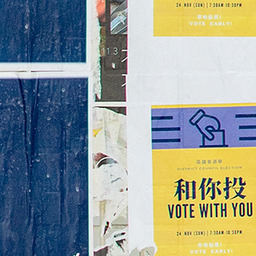 24 NOV (SUN) | 7:30AM-10:30PM
VOTE EARLY!
13
區議會選舉
DISTRICT COUNCIL ELECTION
和你投
VOTE WITH YOU
24 NOV (SUN) | 7:30AM-10:30PM
VOTE EARLY!